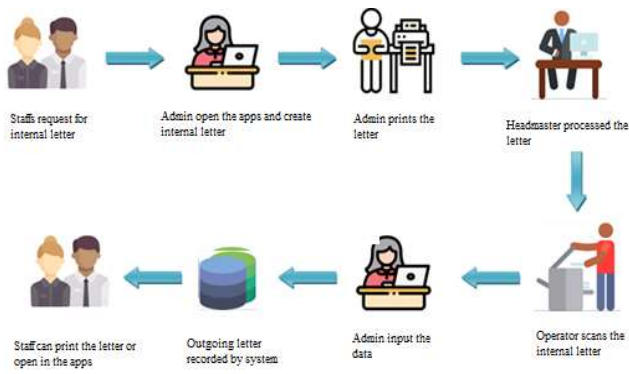 Staffs request for
internal letter
Admin open the apps and create
internal letter
Admin prints the
letter
Headmaster processed the
letter
Staff can print the letter or
open in the apps
Outgoing letter
recorded by system
Admin input the
data
Operator scans the
internal letter